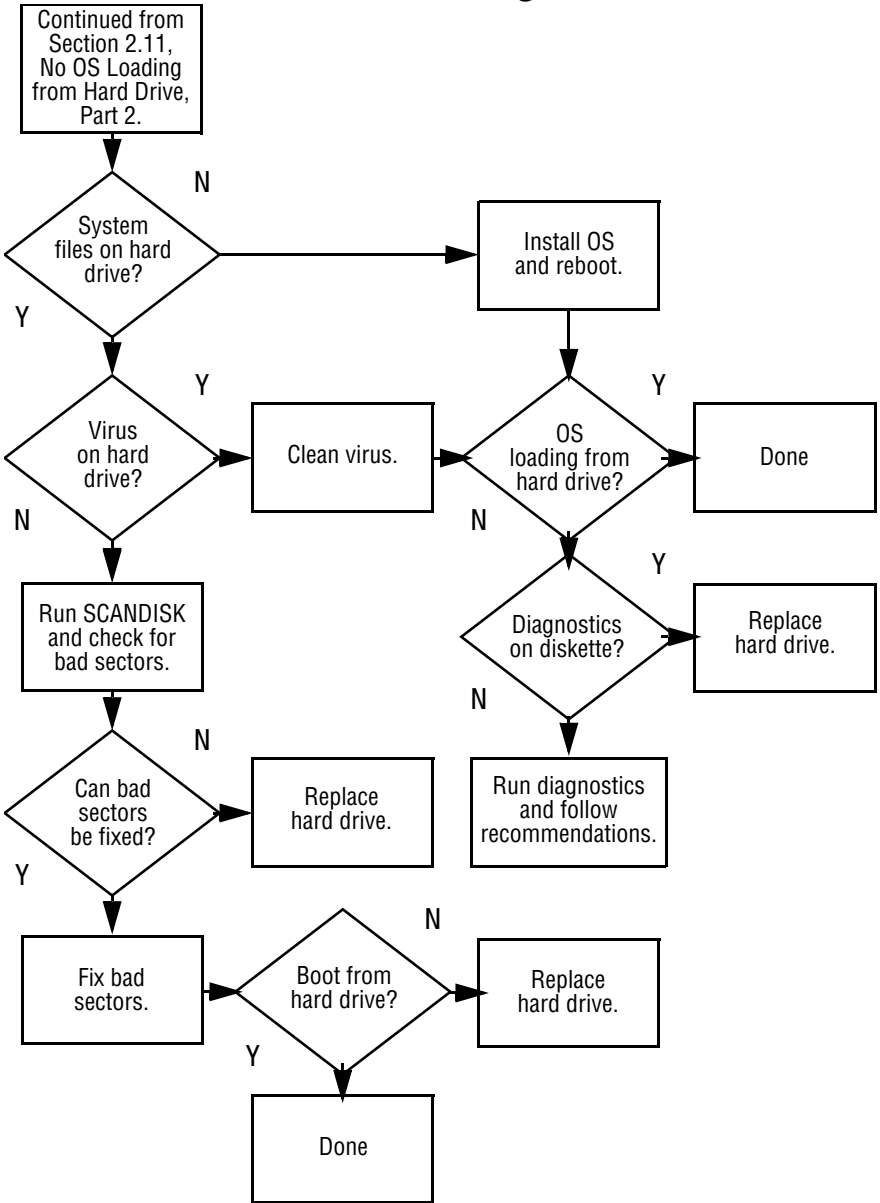 Continued from
Section 2.11,
No OS Loading
from Hard Drive,
Part 2.
N
System
files on hard
drive?
Install OS
and reboot.
Y
Y
Y
Virus
on hard
drive?
Clean virus.
OS
loading from
hard drive?
Done
N
N
Y
Run SCANDISK
and check for
bad sectors.
Diagnostics
on diskette?
Replace
hard drive.
N
N
Can bad
sectors
be fixed?
Replace
hard drive.
Run diagnostics
and follow
recommendations.
Y
N
Fix bad
sectors.
Boot from
hard drive?
Replace
hard drive.
Y
Done